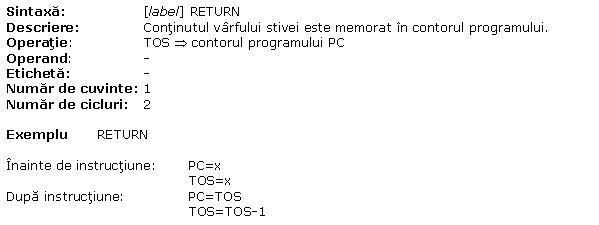 Sintaxă: [label] RETURN
Descriere: Conţinutul vârfului stivei este memorat în contorul programului.
Operaţie: TOS ⇒ contorul programului PC
Operand: –
Etichetă: –
Număr de cuvinte: 1
Număr de cicluri: 2
Exemplu RETURN
Înainte de instrucţiune: PC=x
TOS=x
După instrucţiune: PC=TOS
TOS=TOS-1